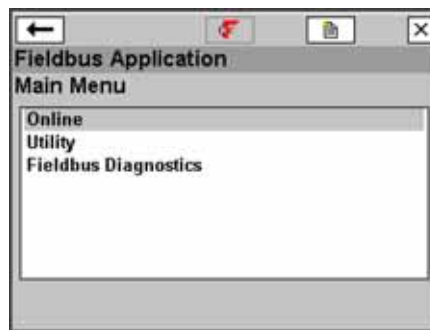 Fieldbus Application
Main Menu
Online
Utility
Fieldbus Diagnostics